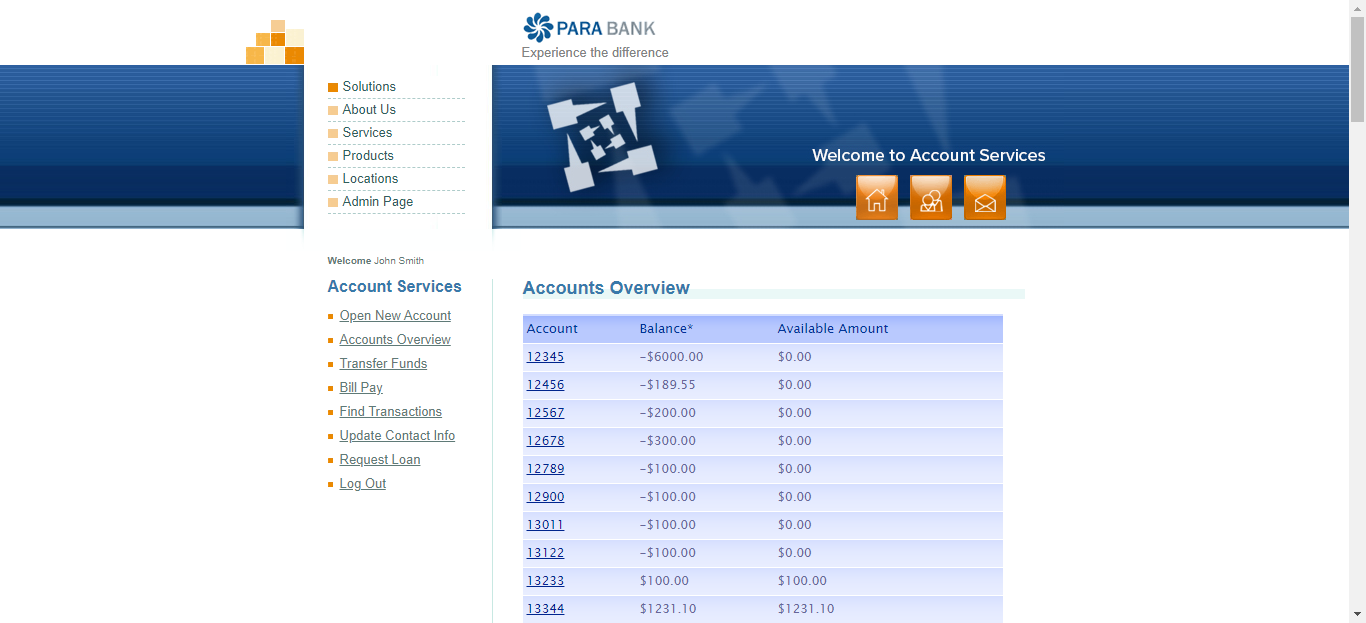 PARA BANK
Experience the difference
Solutions
About Us
Services
Products
Locations
Admin Page
Welcome to Account Services
Welcome John Smith
Account Services
Open New Account
Accounts Overview
Transfer Funds
Bill Pay
Find Transactions
Update Contact Info
Request Loan
Log Out
Accounts Overview
Account Balance* Available Amount
12345 -$6000.00 $0.00
12456 -$189.55 $0.00
12567 -$200.00 $0.00
12678 -$300.00 $0.00
12789 -$100.00 $0.00
12900 -$100.00 $0.00
13011 -$100.00 $0.00
13122 -$100.00 $0.00
13233 $100.00 $100.00
13344 $1231.10 $1231.10